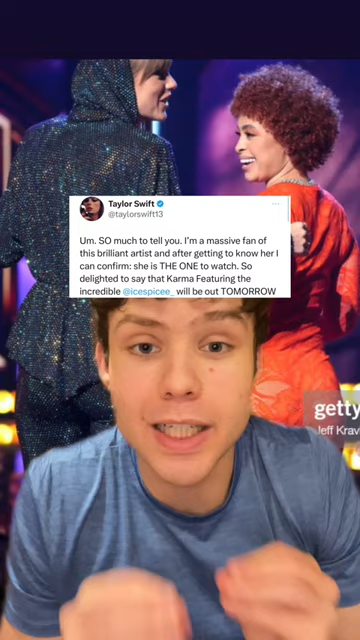 Taylor Swift
@taylorswift13
Um. SO much to tell you. I'm a massive fan of
this brilliant artist and after getting to know her I
can confirm: she is THE ONE to watch. So
delighted to say that Karma Featuring the
incredible @icespicee_ will be out TOMORROW
getty
Jeff Krav